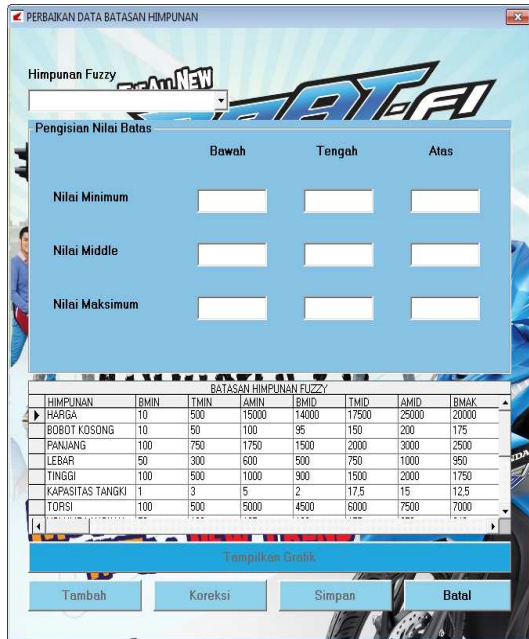 PERBAIKAN DATA BATASAN HIMPUNAN
Himpunan Fuzzy
Pengisian Nilai Batas
Bawah Tengah Atas
Nilai Minimum
Nilai Middle
Nilai Maksimum
BATASAN HIMPUNAN FUZZY
HIMPUNAN BMIN TMIN AMIN BMID TMID AMID BMAK
HARGA 10 500 15000 14000 17500 25000 20000
BOBOT KOSONG 10 50 100 95 150 200 175
PANJANG 100 750 1750 1500 2000 3000 2500
LEBAR 50 300 600 500 750 1000 950
TINGGI 100 500 1000 900 1500 2000 1750
KAPASITAS TANGKI 1 3 5 2 17,5 15 12,5
TORSI 100 500 5000 4500 6000 7500 7000
NEW TREND
Tampilkan Grafik
Tambah Koreksi Simpan Batal